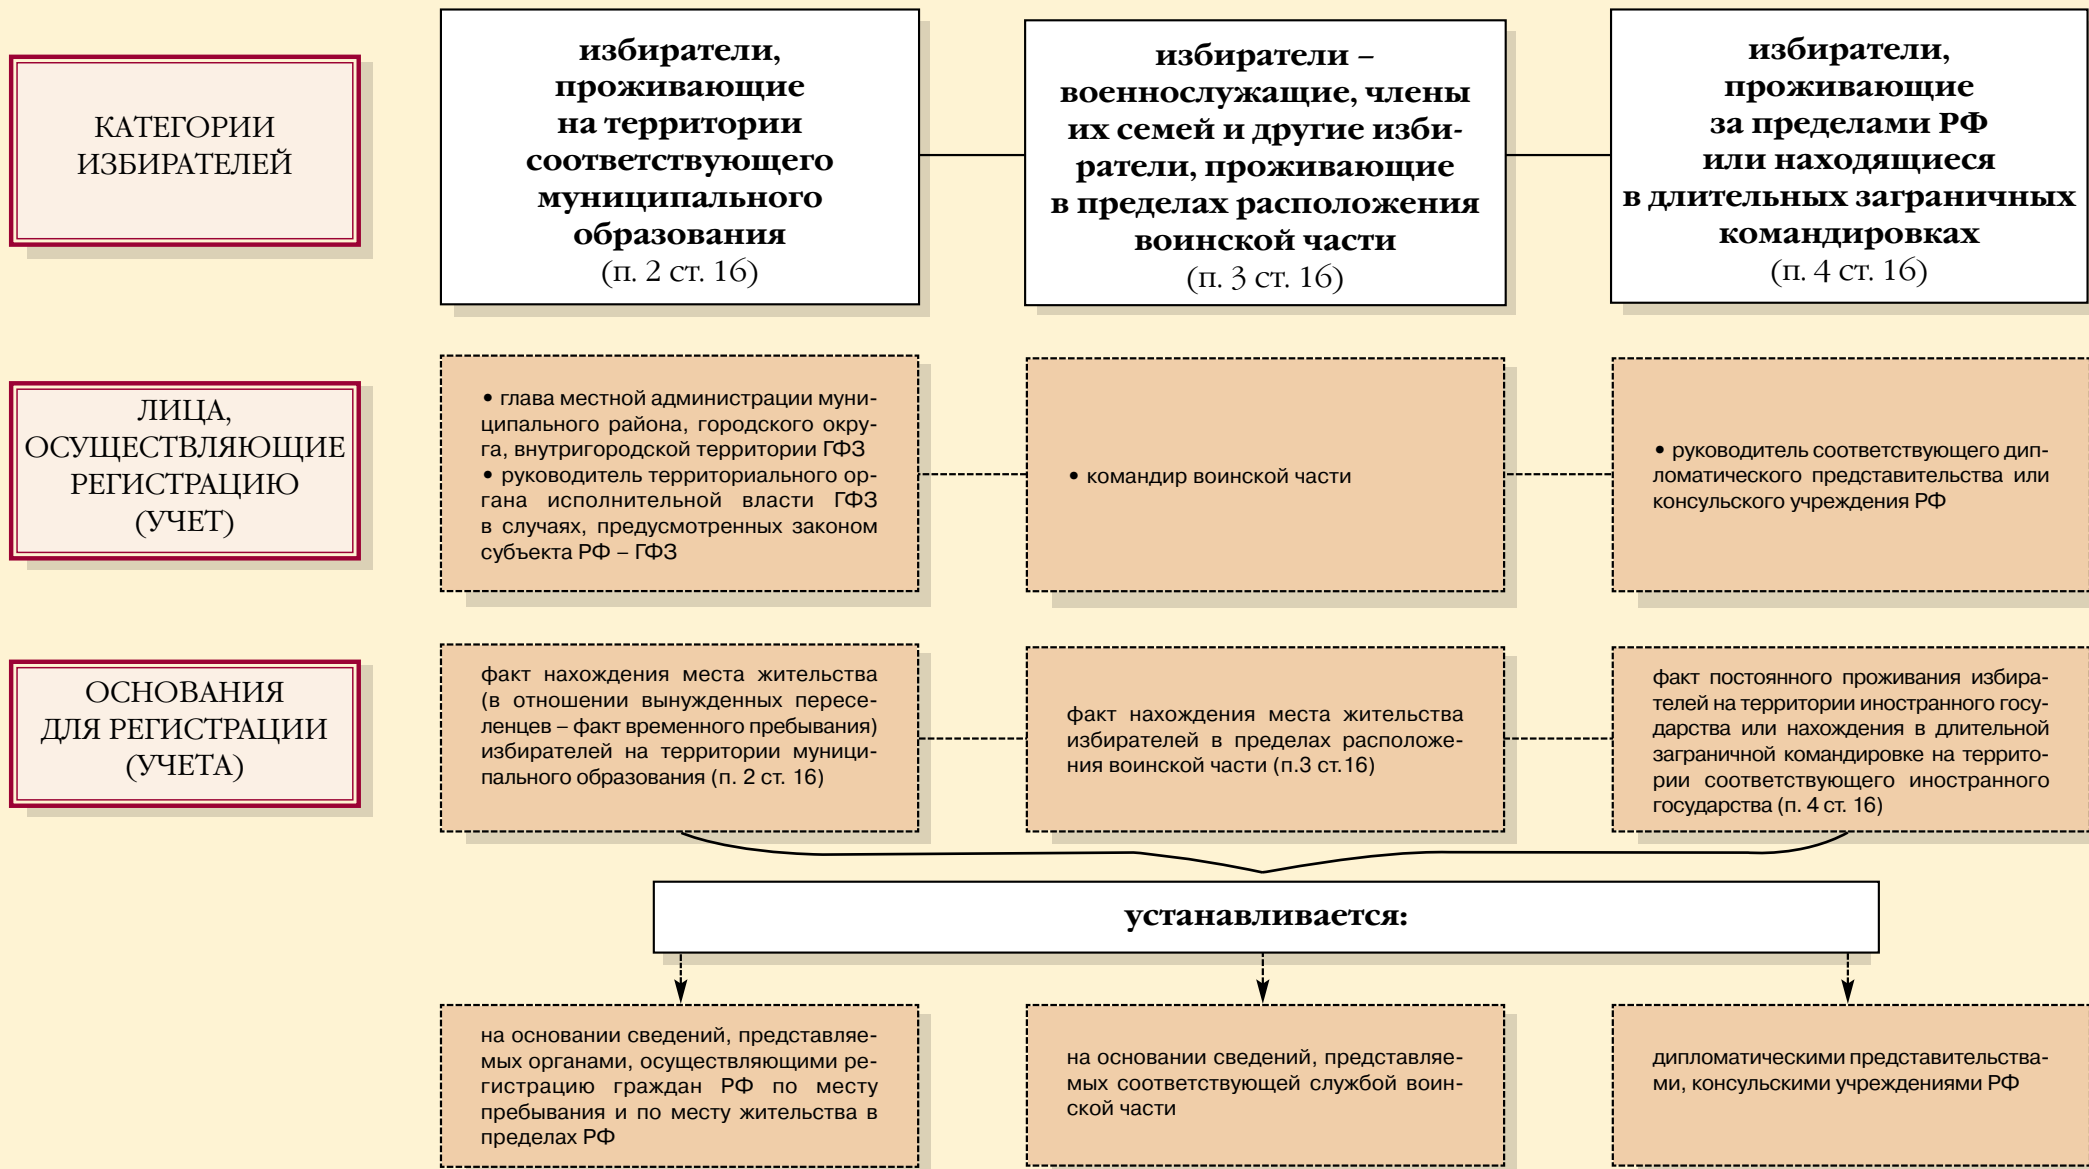 КАТЕГОРИИ
ИЗБИРАТЕЛЕЙ
избиратели,
проживающие
на территории
соответствующего
муниципального
образования
(п. 2 ст. 16)
избиратели –
военнослужащие, члены
их семей и другие изби-
ратели, проживающие
в пределах расположения
воинской части
(п. 3 ст. 16)
избиратели,
проживающие
за пределами РФ
или находящиеся
в длительных заграничных
командировках
(п. 4 ст. 16)
ЛИЦА,
ОСУЩЕСТВЛЯЮЩИЕ
РЕГИСТРАЦИЮ
(УЧЕТ)
• глава местной администрации муни-
ципального района, городского окру-
га, внутригородской территории ГФЗ
• руководитель территориального ор-
гана исполнительной власти ГФЗ
в случаях, предусмотренных законом
субъекта РФ – ГФЗ
• командир воинской части
• руководитель соответствующего дип-
ломатического представительства или
консульского учреждения РФ
ОСНОВАНИЯ
ДЛЯ РЕГИСТРАЦИИ
(УЧЕТА)
факт нахождения места жительства
(в отношении вынужденных пересе-
ленцев – факт временного пребывания)
избирателей на территории муници-
пального образования (п. 2 ст. 16)
факт нахождения места жительства
избирателей в пределах расположе-
ния воинской части (п.3 ст.16)
факт постоянного проживания избира-
телей на территории иностранного госу-
дарства или нахождения в длительной
заграничной командировке на террито-
рии соответствующего иностранного
государства (п. 4 ст. 16)
устанавливается:
на основании сведений, представляе-
мых органами, осуществляющими ре-
гистрацию граждан РФ по месту
пребывания и по месту жительства в
пределах РФ
на основании сведений, представляе-
мых соответствующей службой воин-
ской части
дипломатическими представительства-
ми, консульскими учреждениями РФ